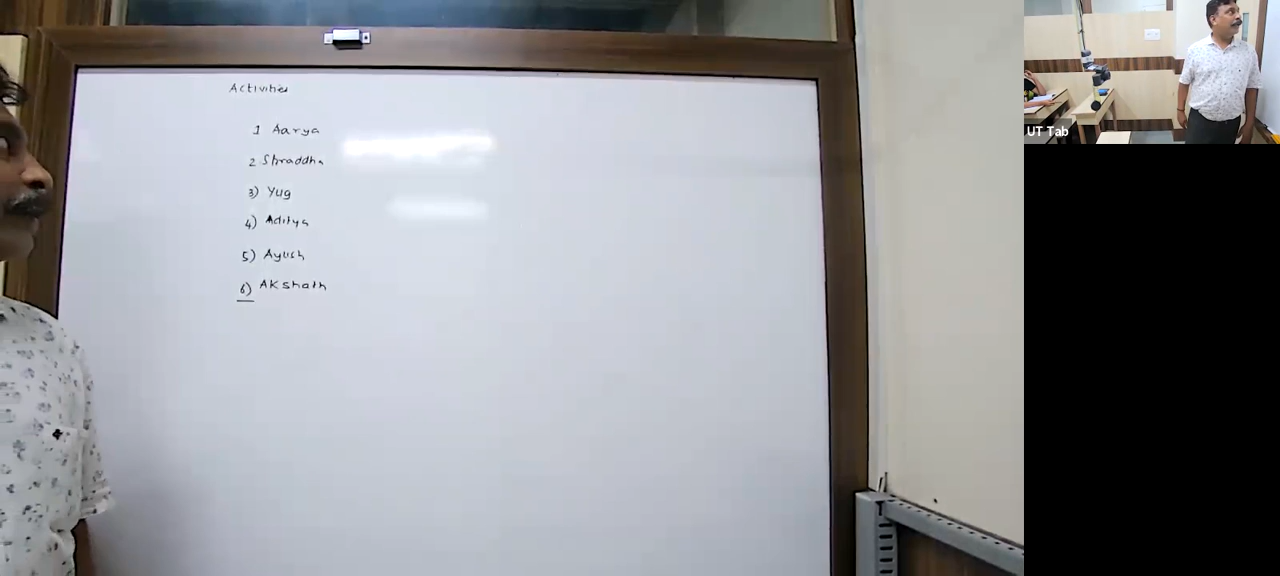 Activities
1 Aarya
2 Shraddha
3) Yug
4) Aditya
5) Ayush
6) Akshath
UT Tab